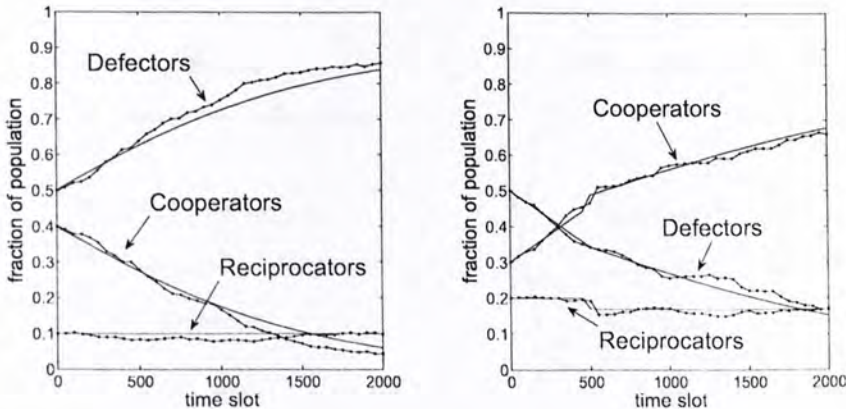 1
0.9
0.8
0.7
0.6
0.5
0.4
0.3
0.2
0.1
0
fraction of population
Defectors
Cooperators
Reciprocators
0 500 1000 1500 2000
time slot
1
0.9
0.8
0.7
0.6
0.5
0.4
0.3
0.2
0.1
0
fraction of population
Cooperators
Defectors
Reciprocators
0 500 1000 1500 2000
time slot